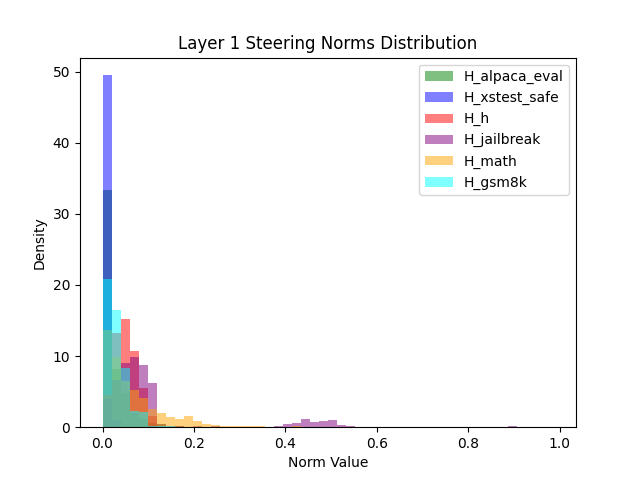 Layer 1 Steering Norms Distribution
H_alpaca_eval
H_xstest_safe
H_h
H_jailbreak
H_math
H_gsm8k
50
40
30
20
10
0
Density
0.0 0.2 0.4 0.6 0.8 1.0
Norm Value